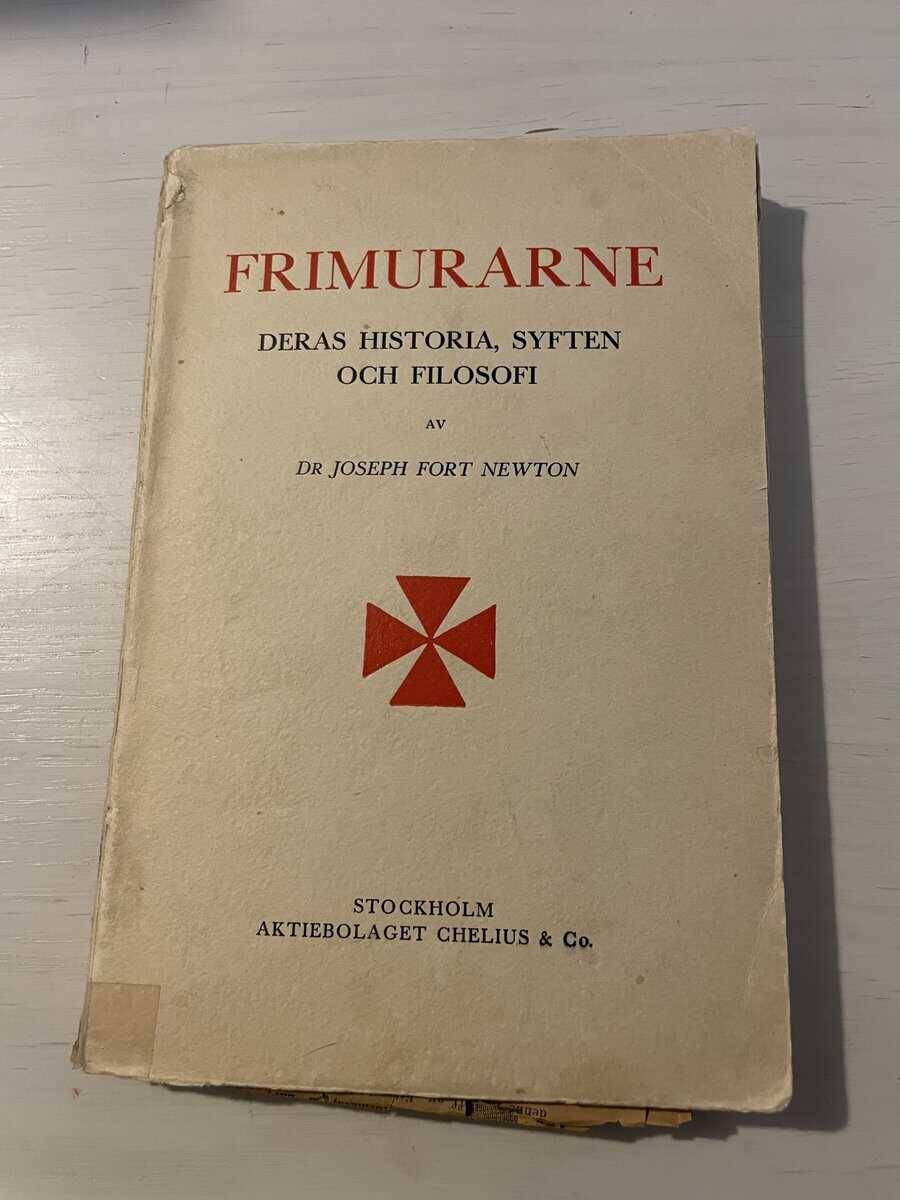 FRIMURARNE
DERAS HISTORIA, SYFTEN
OCH FILOSOFI
AV
DR JOSEPH FORT NEWTON
STOCKHOLM
AKTIEBOLAGET CHELIUS & Co.